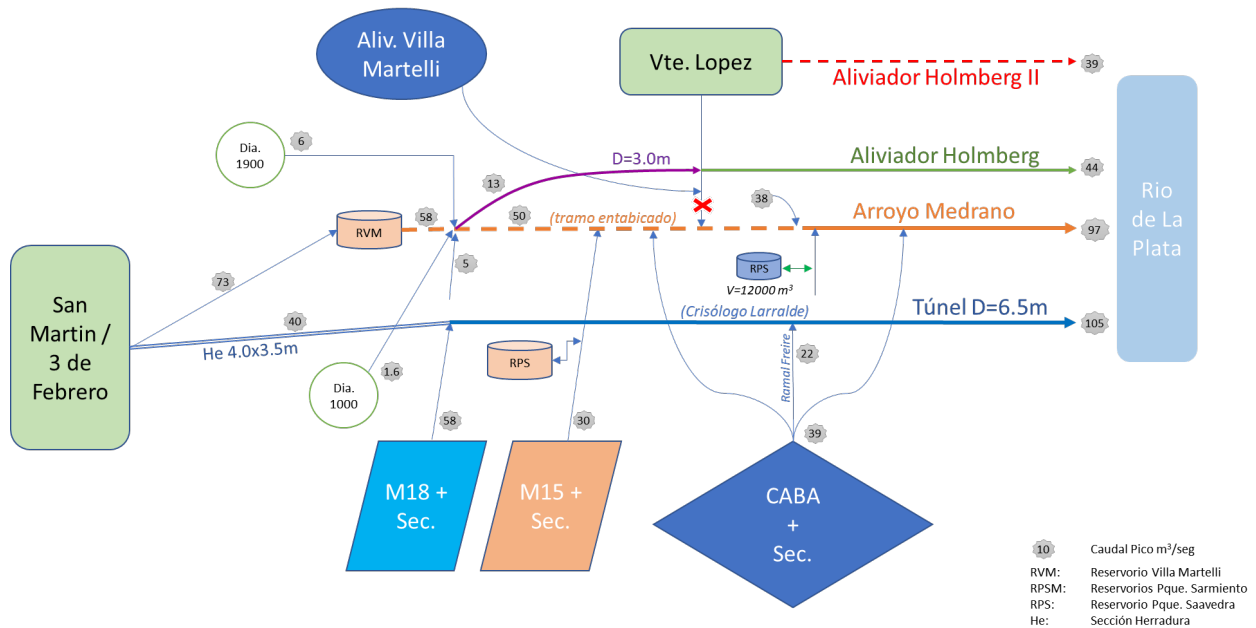 Aliv. Villa
Martelli
Vte. Lopez
Aliviador Holmberg II
39
Dia.
1900
6
D=3.0m
13
Aliviador Holmberg
44
Rio
de La
Plata
RVM
58
50
(tramo entabicado)
38
Arroyo Medrano
97
San
Martin /
3 de
Febrero
73
5
RPS
V=12000 m³
40
He 4.0x3.5m
(Crisólogo Larralde)
Túnel D=6.5m
105
Dia.
1000
1.6
RPS
Ramal Freire
22
58
30
39
M18 +
Sec.
M15 +
Sec.
CABA
+
Sec.
10 Caudal Pico m³/seg
RVM: Reservorio Villa Martelli
RPSM: Reservorios Pque. Sarmiento
RPS: Reservorio Pque. Saavedra
He: Sección Herradura